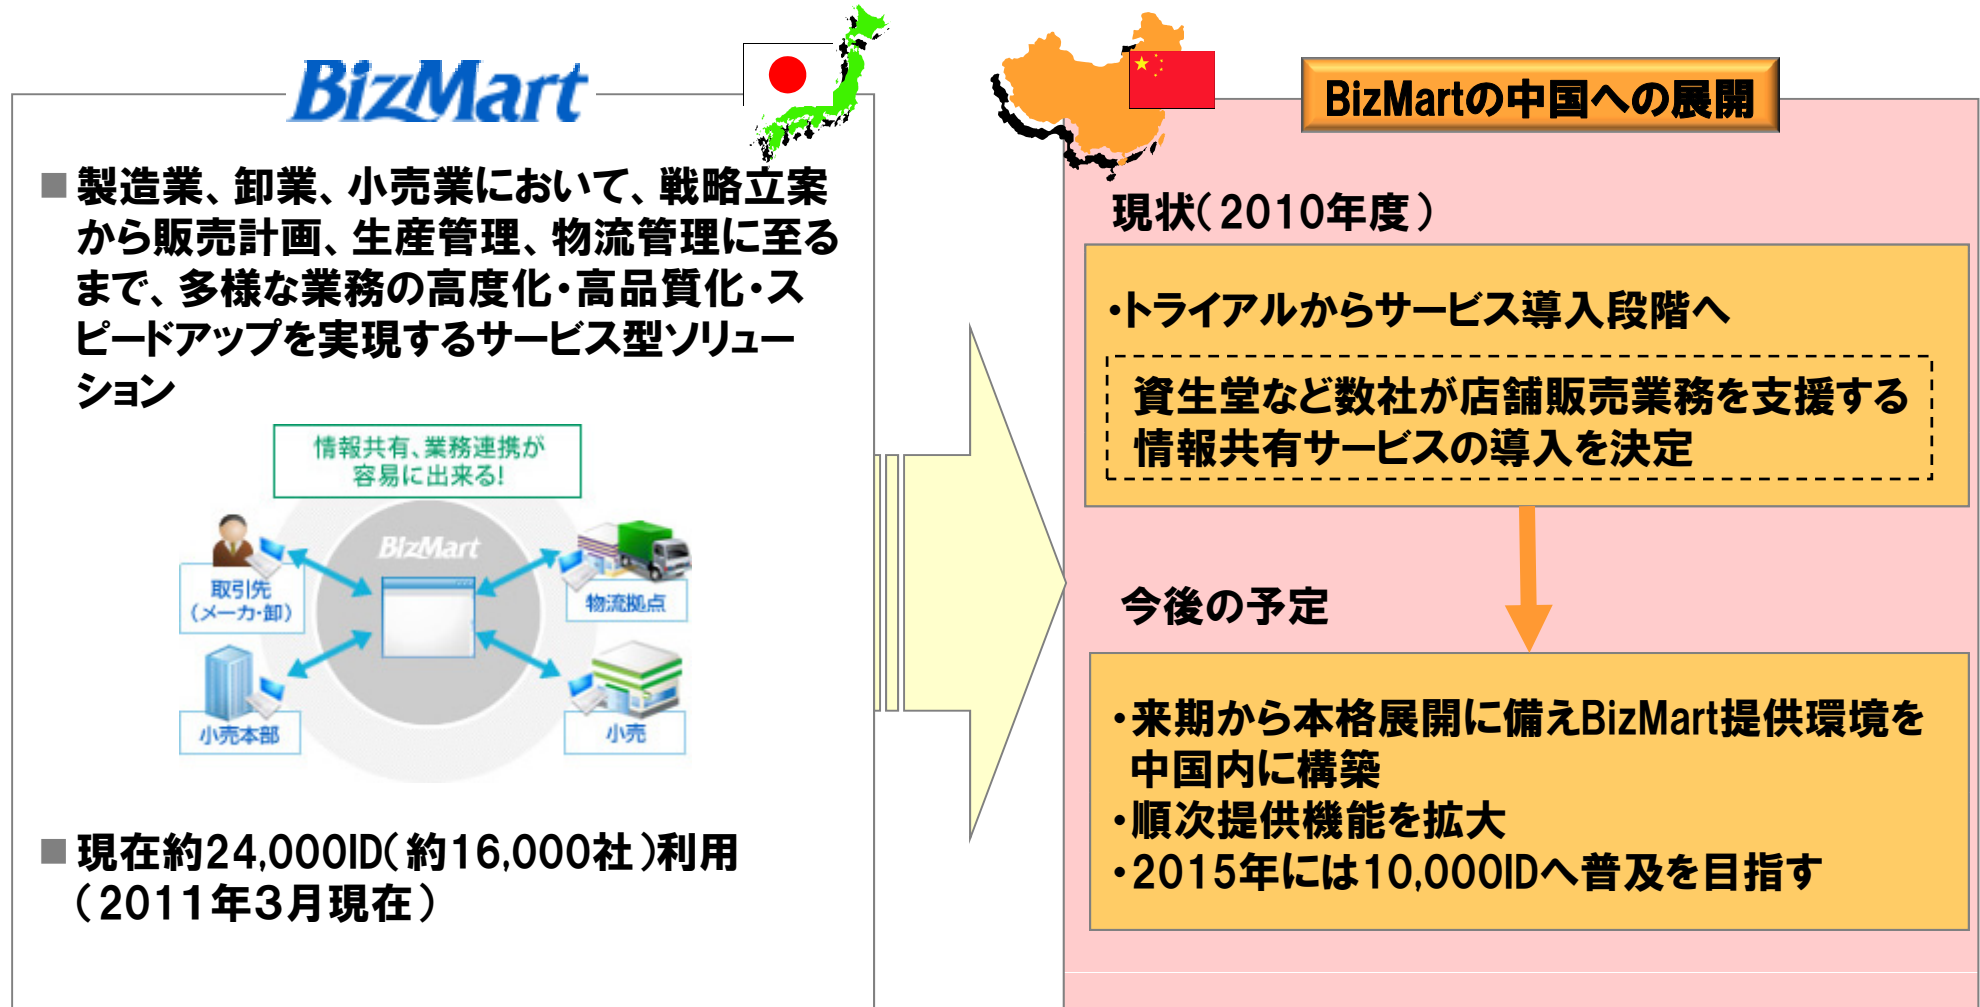 BizMart
■製造業、卸業、小売業において、戦略立案
から販売計画、生産管理、物流管理に至る
まで、多様な業務の高度化・高品質化・ス
ピードアップを実現するサービス型ソリュー
ション
情報共有、業務連携が
容易に出来る!
BizMart
取引先
(メーカ・卸)
物流拠点
小売本部
小売
■現在約24,000ID(約16,000社)利用
(2011年3月現在)
BizMartの中国への展開
現状(2010年度)
・トライアルからサービス導入段階へ
資生堂など数社が店舗販売業務を支援する
情報共有サービスの導入を決定
今後の予定
・来期から本格展開に備えBizMart提供環境を
中国内に構築
・順次提供機能を拡大
・2015年には10,000IDへ普及を目指す